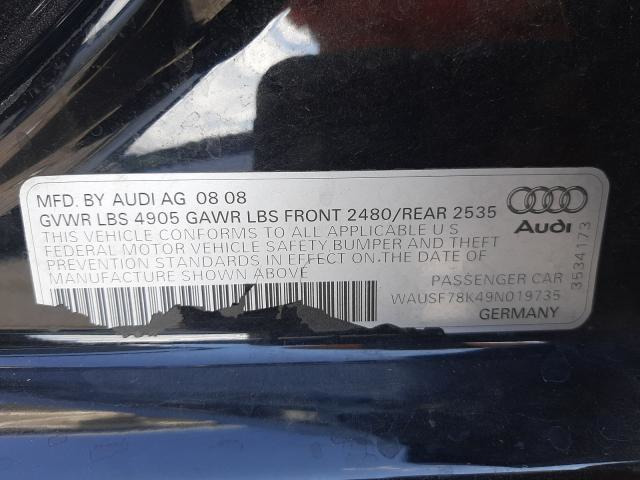 MFD. BY AUDI AG 08 08
GVWR LBS 4905 GAWR LBS FRONT 2480/REAR 2535
THIS VEHICLE CONFORMS TO ALL APPLICABLE U S
FEDERAL MOTOR VEHICLE SAFETY,BUMPER AND THEFT
PREVENTION STANDARDS IN EFFECT ON.THE DATE OF
MANUFACTURE SHOWN ABOVE
PASSENGER CAR
WAUSF78K49N019735
GERMANY
Audi
3534173